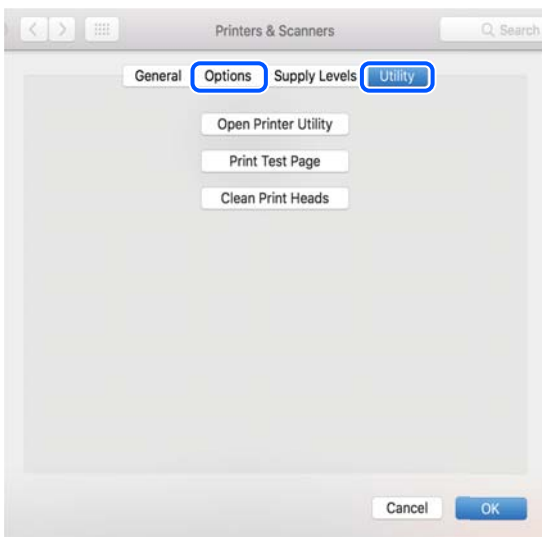 Printers & Scanners Search
General Options Supply Levels Utility
Open Printer Utility
Print Test Page
Clean Print Heads
Cancel OK